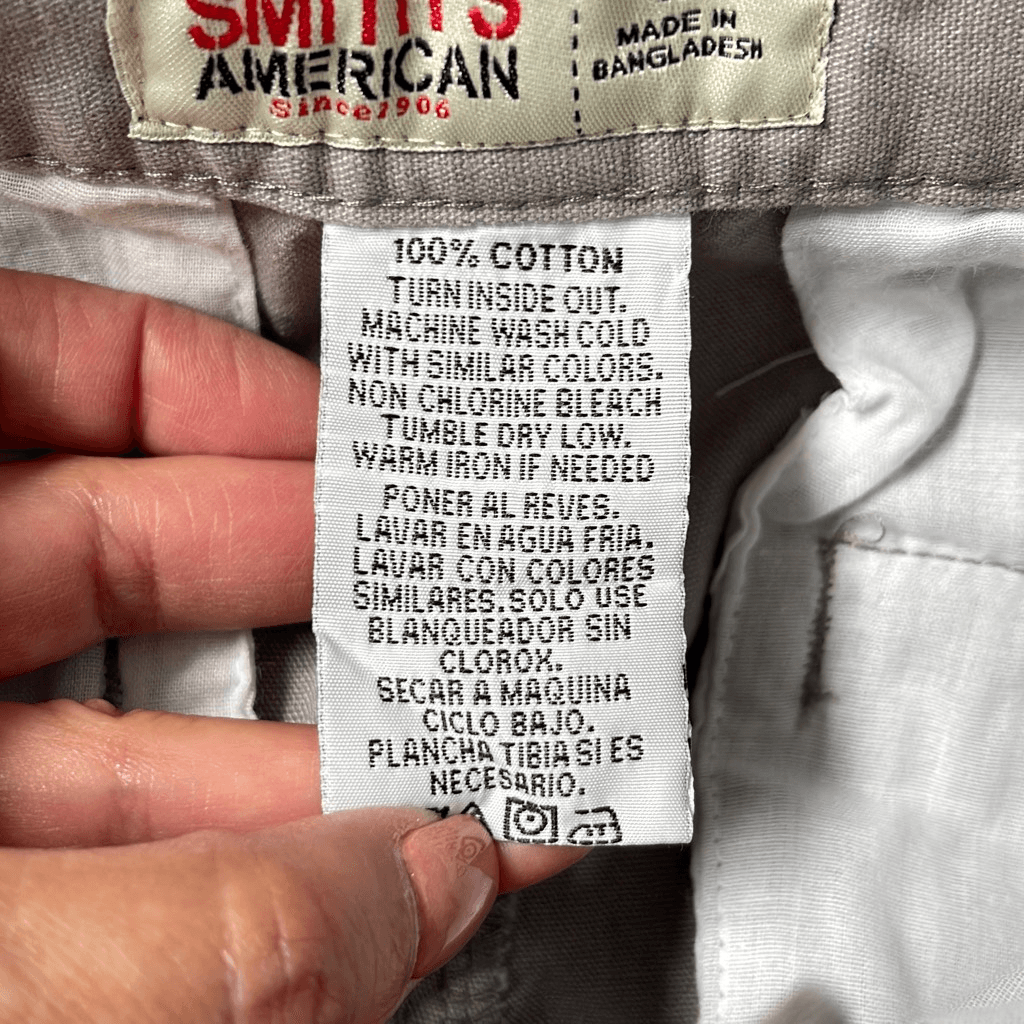 SMITH'S
AMERICAN
Since 1906
MADE IN
BANGLADESH
100% COTTON
TURN INSIDE OUT.
MACHINE WASH COLD
WITH SIMILAR COLORS.
NON CHLORINE BLEACH
TUMBLE DRY LOW.
WARM IRON IF NEEDED
PONER AL REVES.
LAVAR EN AGUA FRIA.
LAVAR CON COLORES
SIMILARES.SOLO USE
BLANQUEADOR SIN
CLOROX.
SECAR A MAQUINA
CICLO BAJO.
PLANCHA TIBIA SI ES
NECESARIO.